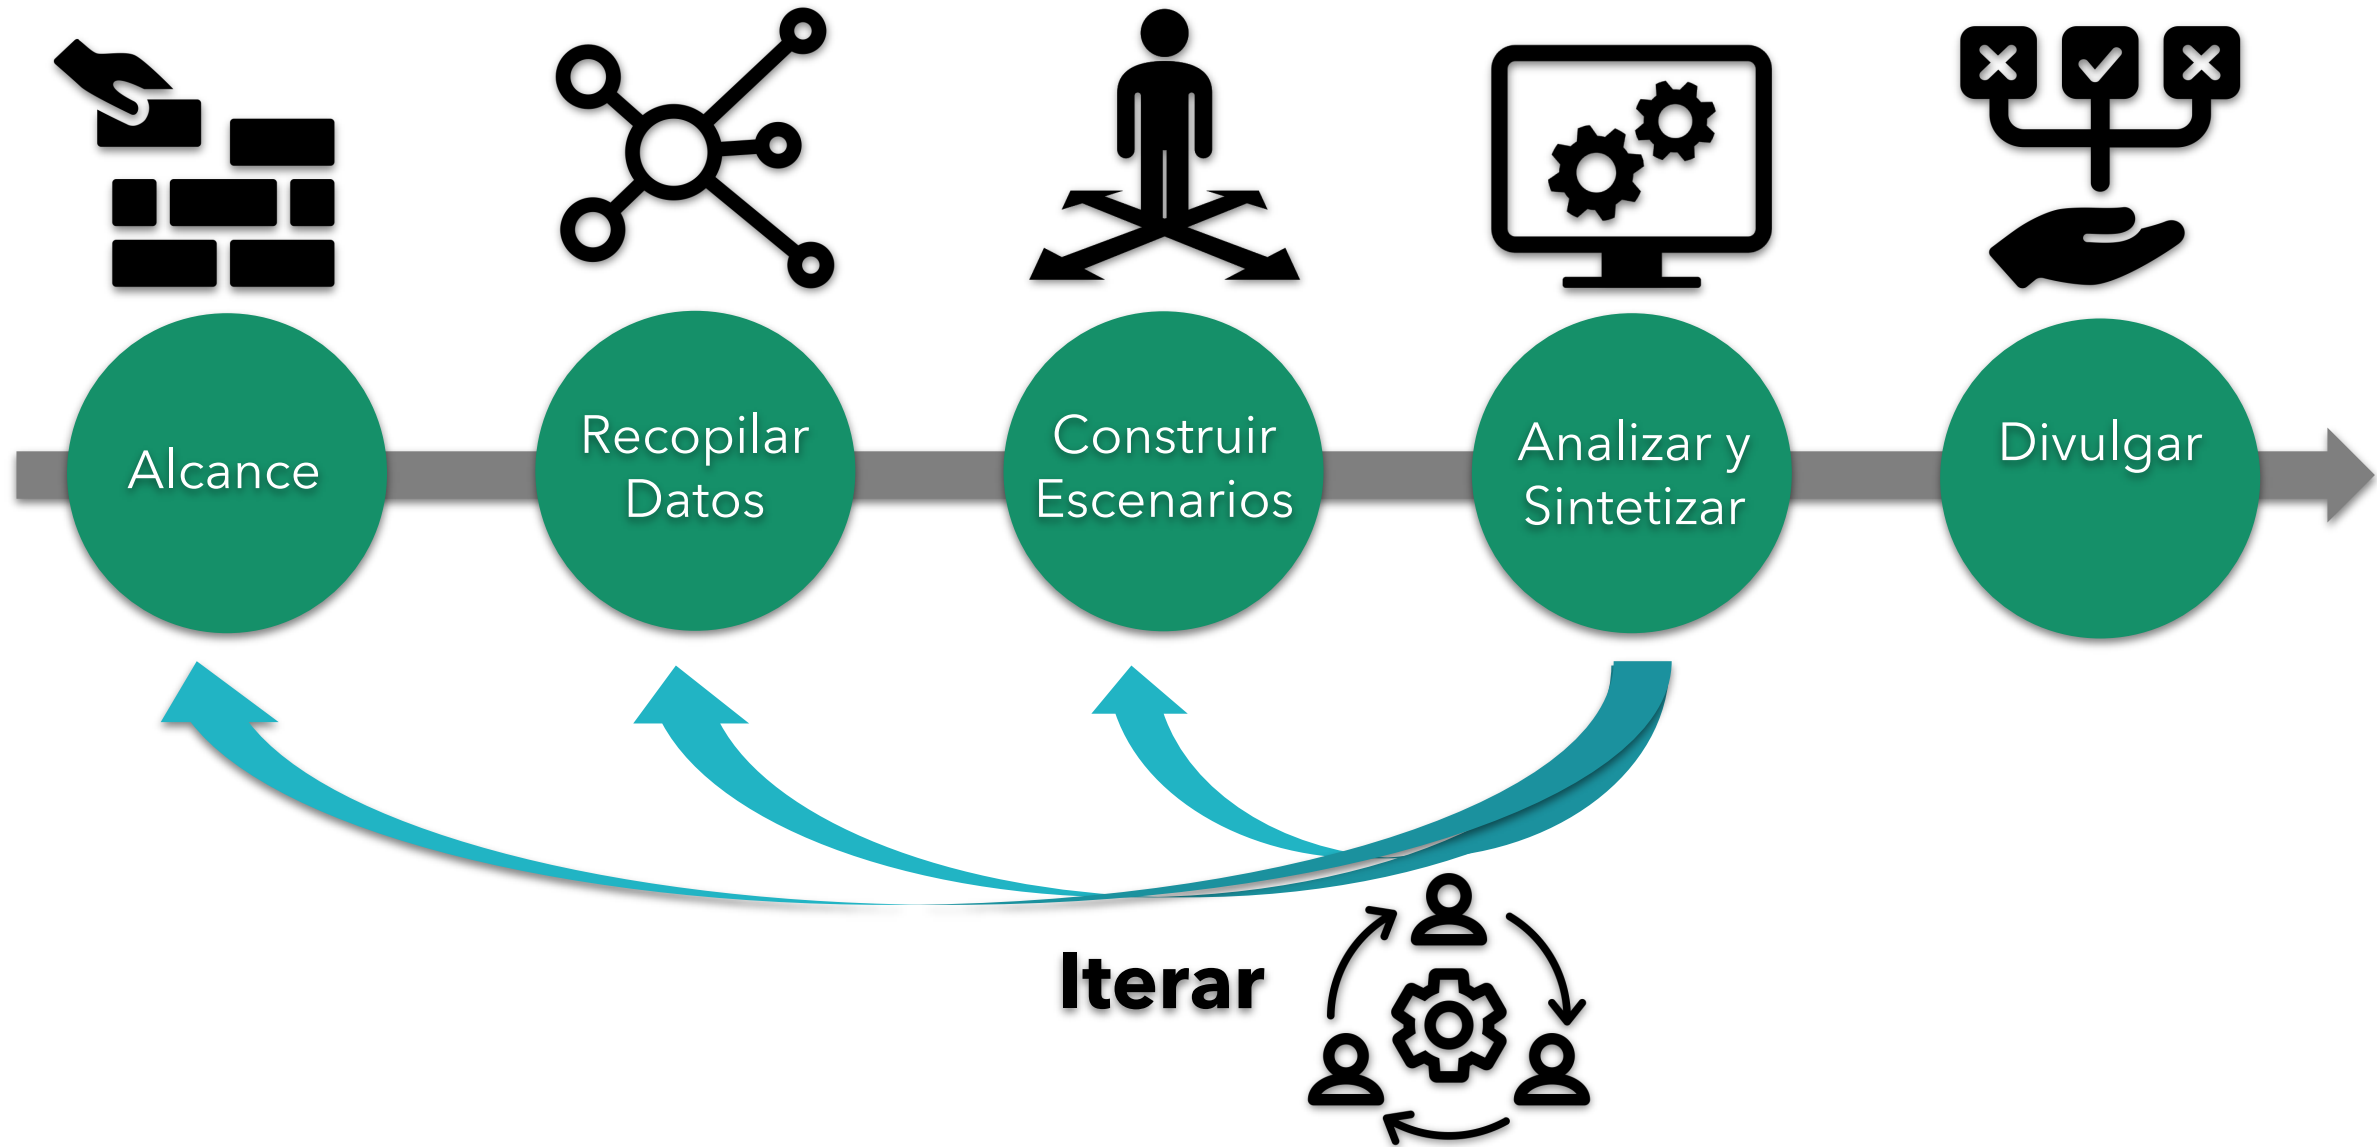 Alcance
Recopilar
Datos
Construir
Escenarios
Analizar y
Sintetizar
Divulgar
Iterar